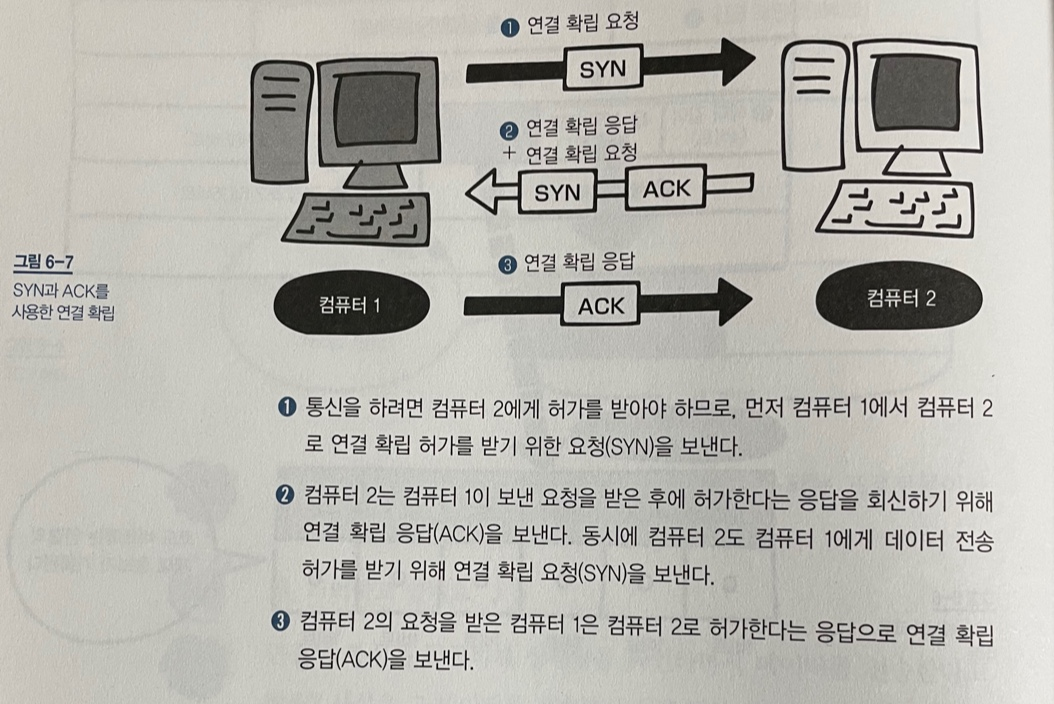 ❶ 연결 확립 요청
SYN
❷ 연결 확립 응답
+ 연결 확립 요청
SYN ACK
❸ 연결 확립 응답
ACK
컴퓨터 1
컴퓨터 2
그림 6-7
SYN과 ACK를
사용한 연결 확립
❶ 통신을 하려면 컴퓨터 2에게 허가를 받아야 하므로, 먼저 컴퓨터 1에서 컴퓨터 2
로 연결 확립 허가를 받기 위한 요청(SYN)을 보낸다.
❷ 컴퓨터 2는 컴퓨터 1이 보낸 요청을 받은 후에 허가한다는 응답을 회신하기 위해
연결 확립 응답(ACK)을 보낸다. 동시에 컴퓨터 2도 컴퓨터 1에게 데이터 전송
허가를 받기 위해 연결 확립 요청(SYN)을 보낸다.
❸ 컴퓨터 2의 요청을 받은 컴퓨터 1은 컴퓨터 2로 허가한다는 응답으로 연결 확립
응답(ACK)을 보낸다.